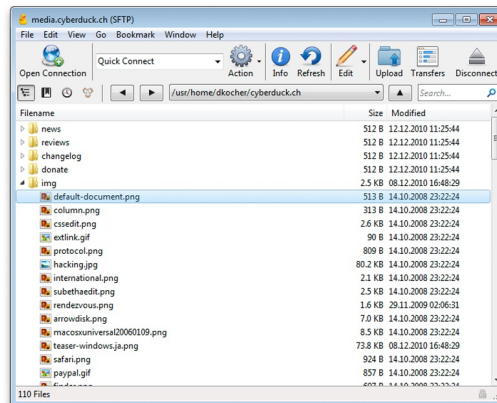 media.cyberduck.ch (SFTP)
File Edit View Go Bookmark Window Help
Quick Connect
Open Connection Action Info Refresh Edit Upload Transfers Disconnect
/usr/home/dkocher/cyberduck.ch Search...
Filename Size Modified
news 512 B 12.12.2010 11:25:44
reviews 512 B 12.12.2010 11:25:44
changelog 512 B 12.12.2010 11:25:44
donate 512 B 12.12.2010 11:25:44
img 2.5 KB 08.12.2010 16:48:29
default-document.png 513 B 14.10.2008 23:22:24
column.png 313 B 14.10.2008 23:22:24
cssedit.png 2.6 KB 14.10.2008 23:22:24
extlink.gif 90 B 14.10.2008 23:22:24
protocol.png 809 B 14.10.2008 23:22:24
hacking.jpg 80.2 KB 14.10.2008 23:22:24
international.png 2.1 KB 14.10.2008 23:22:24
subethaedit.png 2.5 KB 14.10.2008 23:22:24
rendezvous.png 1.6 KB 29.11.2009 02:06:31
arrowdisk.png 7.0 KB 14.10.2008 23:22:24
macosxuniversal20060109.png 8.5 KB 14.10.2008 23:22:24
teaser-windows.ja.png 73.8 KB 08.12.2010 16:48:29
safari.png 924 B 14.10.2008 23:22:24
paypal.gif 857 B 14.10.2008 23:22:24
110 Files